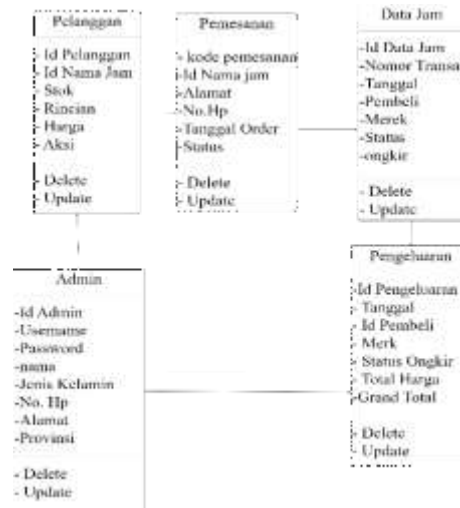 Pelanggan
- Id Pelanggan
- Id Nama Jam
- Stok
- Rincian
- Harga
- Aksi
- Delete
- Update
Pemesanan
- kode pemesanan
-Id Nama jam
-Alamat
-No.Hp
-Tanggal Order
-Status
- Delete
- Update
Data Jam
-Id Data Jam
-Nomor Transa
-Tanggal
-Pembeli
-Merek
-Status
-ongkir
- Delete
- Update
Admin
-Id Admin
-Username
-Password
-nama
-Jenis Kelamin
-No. Hp
-Alamat
-Provinsi
- Delete
- Update
Pengeluaran
-Id Pengeluaran
- Tanggal
- Id Pembeli
- Merk
- Status Ongkir
- Total Harga
-Grand Total
- Delete
- Update